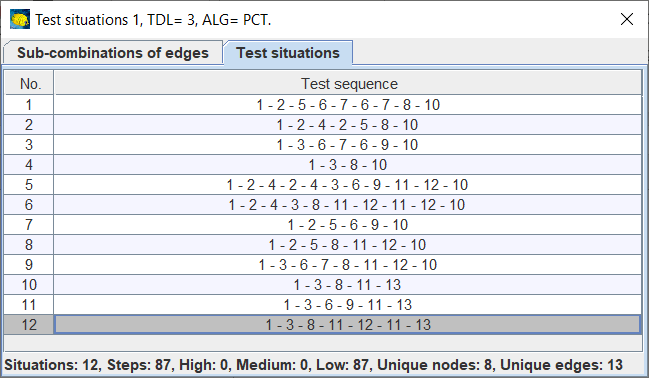 Test situations 1, TDL= 3, ALG= PCT.
Sub-combinations of edges Test situations
No. Test sequence
1 1 - 2 - 5 - 6 - 7 - 6 - 7 - 8 - 10
2 1 - 2 - 4 - 2 - 5 - 8 - 10
3 1 - 3 - 6 - 7 - 6 - 9 - 10
4 1 - 3 - 8 - 10
5 1 - 2 - 4 - 2 - 4 - 3 - 6 - 9 - 11 - 12 - 10
6 1 - 2 - 4 - 3 - 8 - 11 - 12 - 11 - 12 - 10
7 1 - 2 - 5 - 6 - 9 - 10
8 1 - 2 - 5 - 8 - 11 - 12 - 10
9 1 - 3 - 6 - 7 - 8 - 11 - 12 - 10
10 1 - 3 - 8 - 11 - 13
11 1 - 3 - 6 - 9 - 11 - 13
12 1 - 3 - 8 - 11 - 12 - 11 - 13
Situations: 12, Steps: 87, High: 0, Medium: 0, Low: 87, Unique nodes: 8, Unique edges: 13